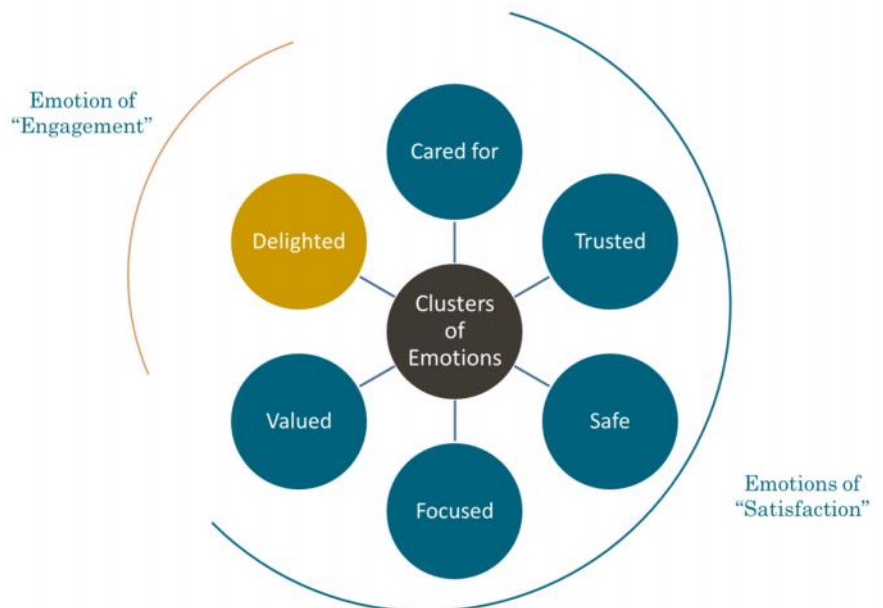 Emotion of
“Engagement”
Cared for
Delighted
Trusted
Clusters
of
Emotions
Valued
Safe
Focused
Emotions of
“Satisfaction”